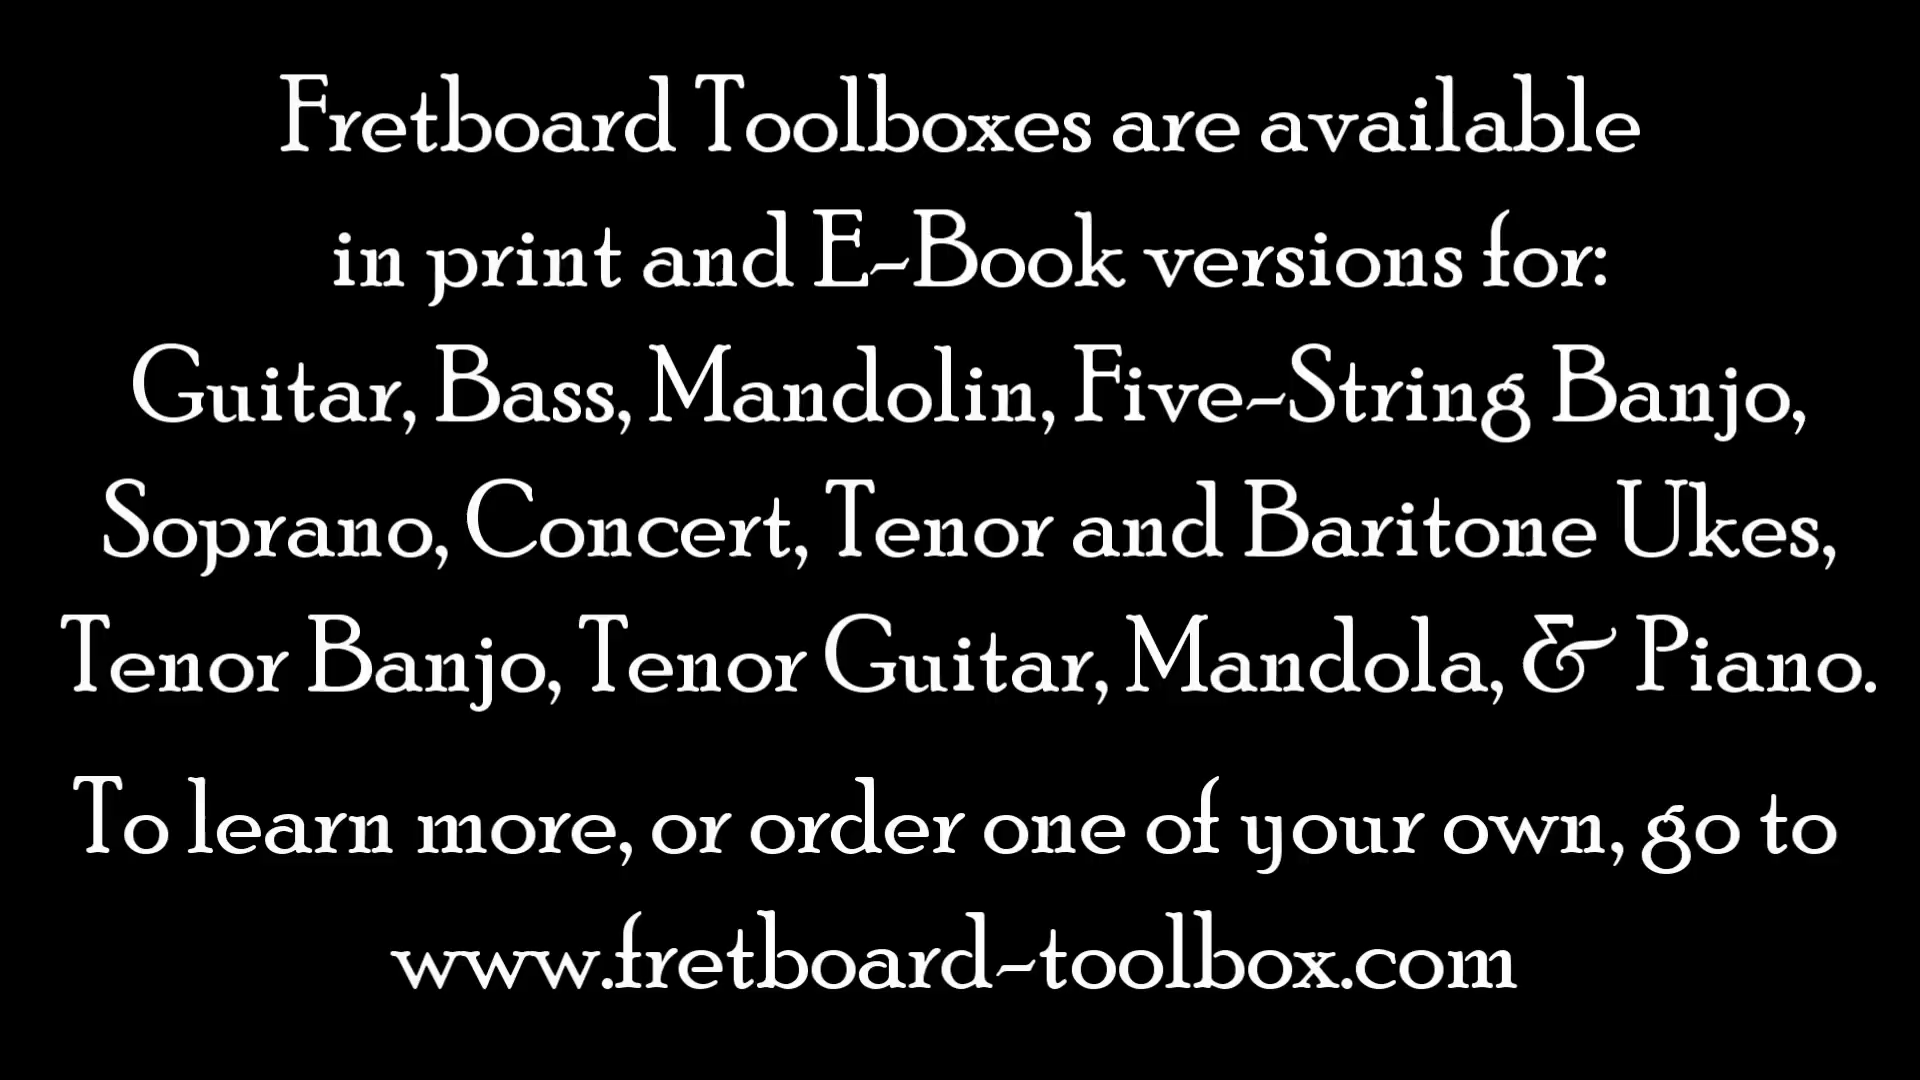 Fretboard Toolboxes are available
in print and E-Book versions for:
Guitar, Bass, Mandolin, Five-String Banjo,
Soprano, Concert, Tenor and Baritone Ukes,
Tenor Banjo, Tenor Guitar, Mandola, & Piano.
To learn more, or order one of your own, go to
www.fretboard-toolbox.com